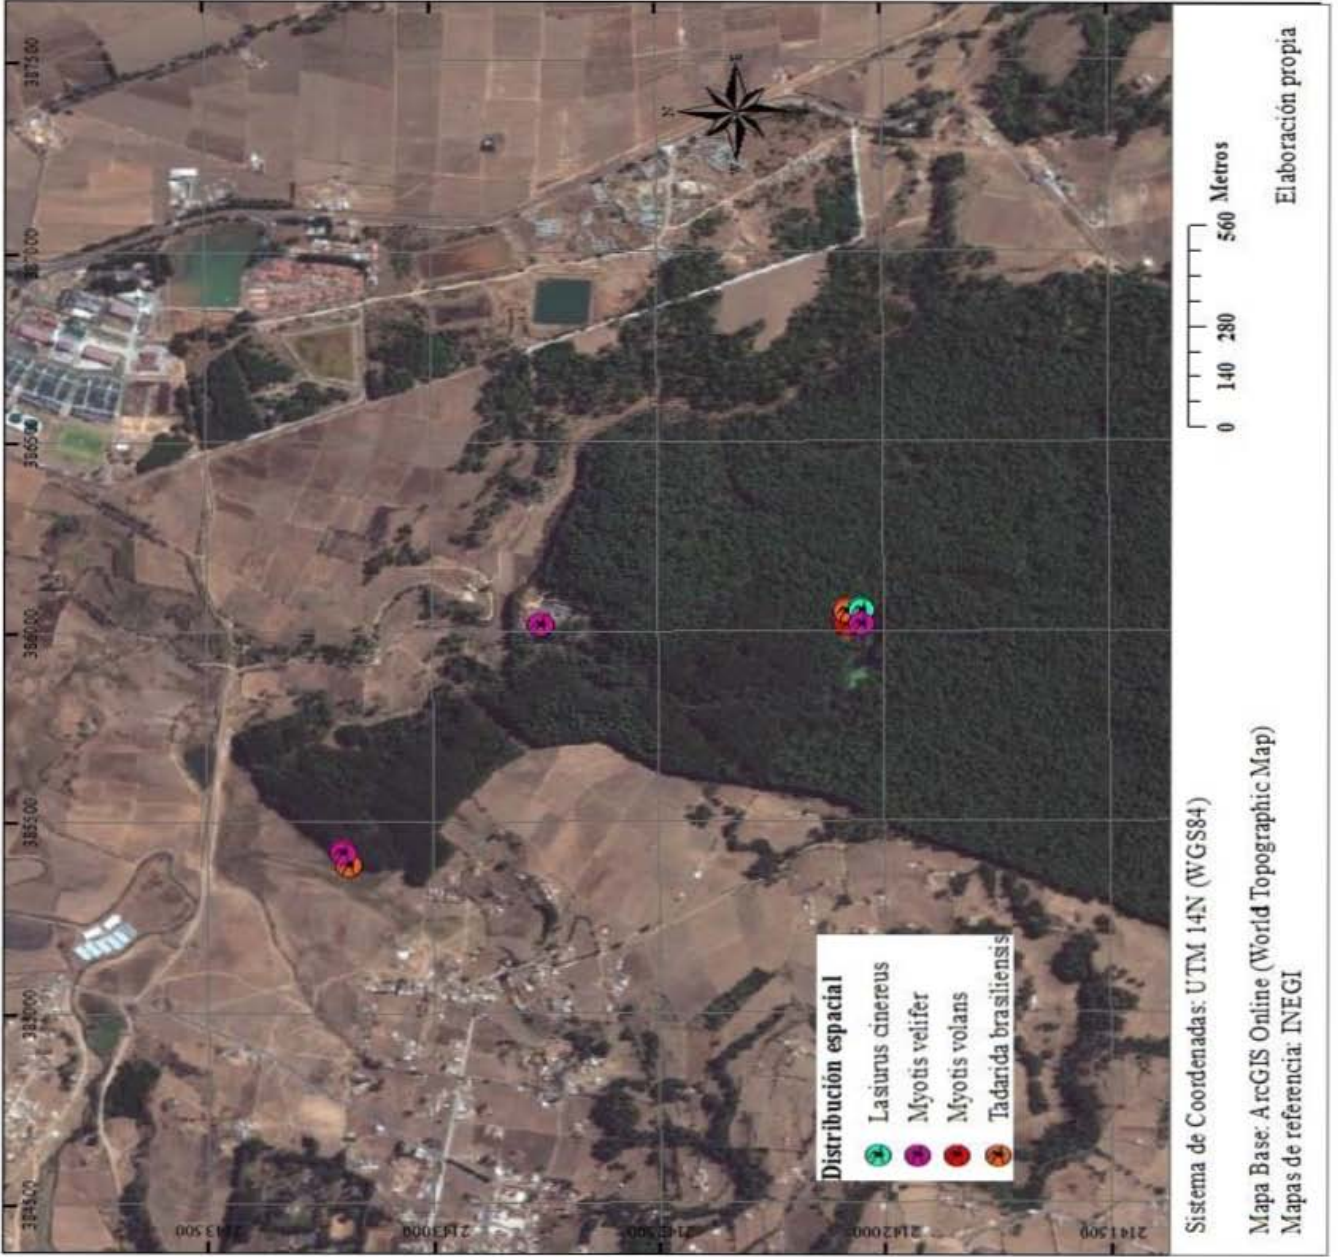 384500
385000
385500
386000
386500
387000
387500
2143500
2143000
2142500
2142000
2141500
Distribución espacial
Lasiurus cinereus
Myotis velifer
Myotis volans
Tadarida brasiliensis
0 140 280 560 Metros
Sistema de Coordenadas: UTM 14N (WGS84)
Mapa Base: ArcGIS Online (World Topographic Map)
Mapas de referencia: INEGI
Elaboración propia